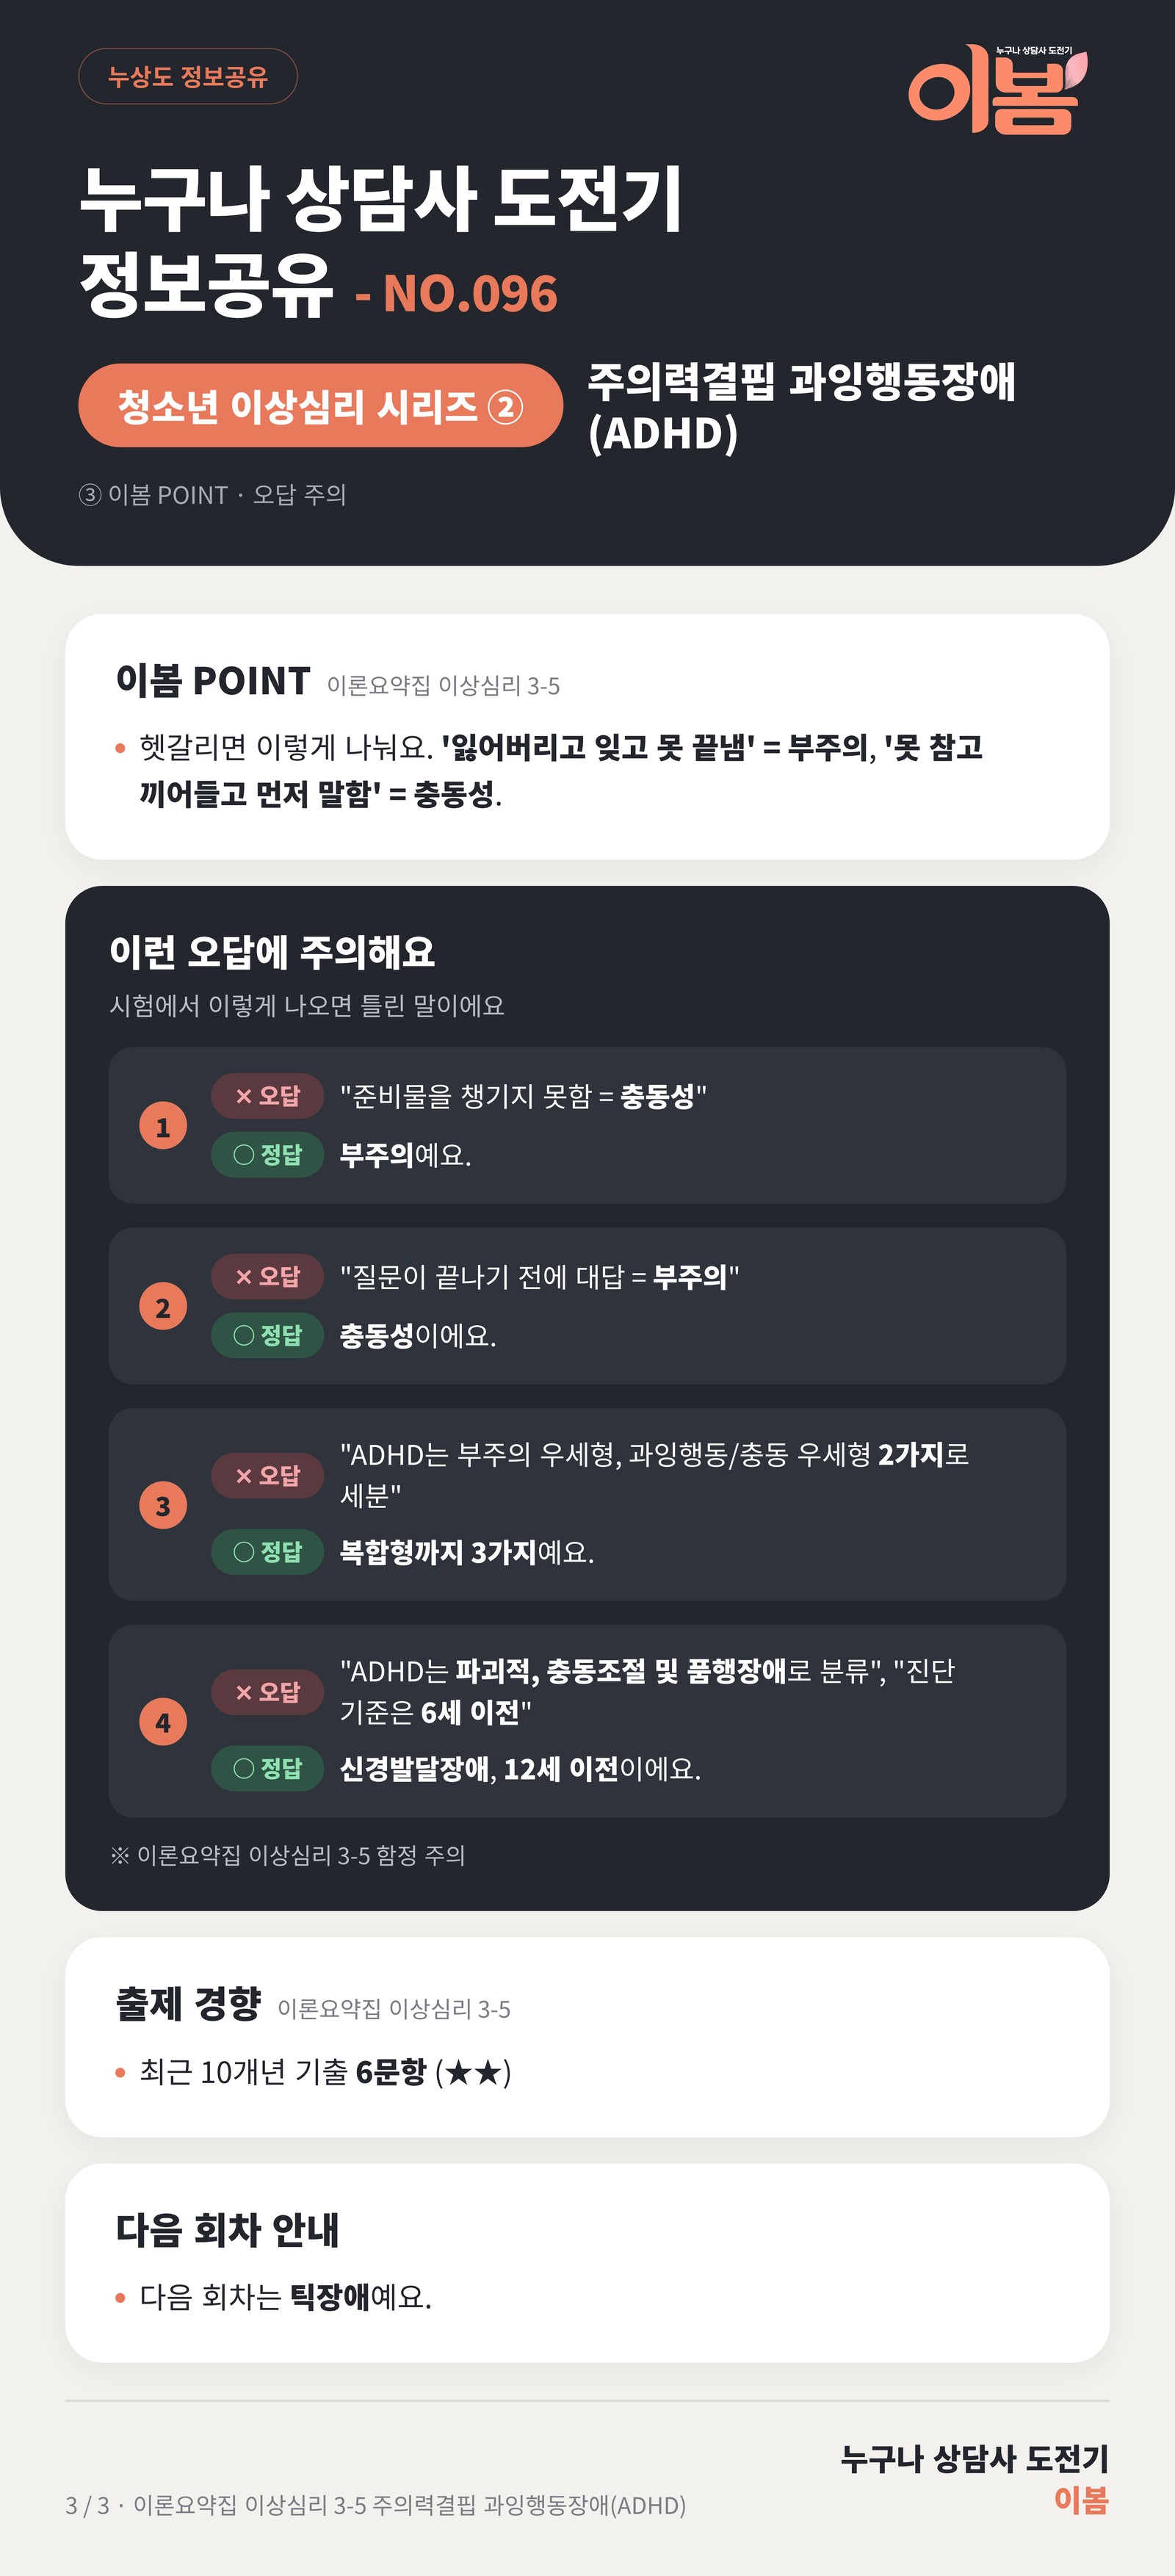 누상도 정보공유
누구나 상담사 도전기
이봄
누구나 상담사 도전기
정보공유 - NO.096
청소년 이상심리 시리즈 ②
주의력결핍 과잉행동장애
(ADHD)
③ 이봄 POINT · 오답 주의
이봄 POINT 이론요약집 이상심리 3-5
• 헷갈리면 이렇게 나눠요. '잃어버리고 잊고 못 끝냄' = 부주의, '못 참고
끼어들고 먼저 말함' = 충동성.
이런 오답에 주의해요
시험에서 이렇게 나오면 틀린 말이에요
1
✕ 오답 "준비물을 챙기지 못함 = 충동성"
○ 정답 부주의예요.
2
✕ 오답 "질문이 끝나기 전에 대답 = 부주의"
○ 정답 충동성이에요.
3
✕ 오답 "ADHD는 부주의 우세형, 과잉행동/충동 우세형 2가지로
세분"
○ 정답 복합형까지 3가지예요.
4
✕ 오답 "ADHD는 파괴적, 충동조절 및 품행장애로 분류", "진단
기준은 6세 이전"
○ 정답 신경발달장애, 12세 이전이에요.
※ 이론요약집 이상심리 3-5 함정 주의
출제 경향 이론요약집 이상심리 3-5
• 최근 10개년 기출 6문항 (★★)
다음 회차 안내
• 다음 회차는 틱장애예요.
누구나 상담사 도전기
3 / 3 · 이론요약집 이상심리 3-5 주의력결핍 과잉행동장애(ADHD)
이봄